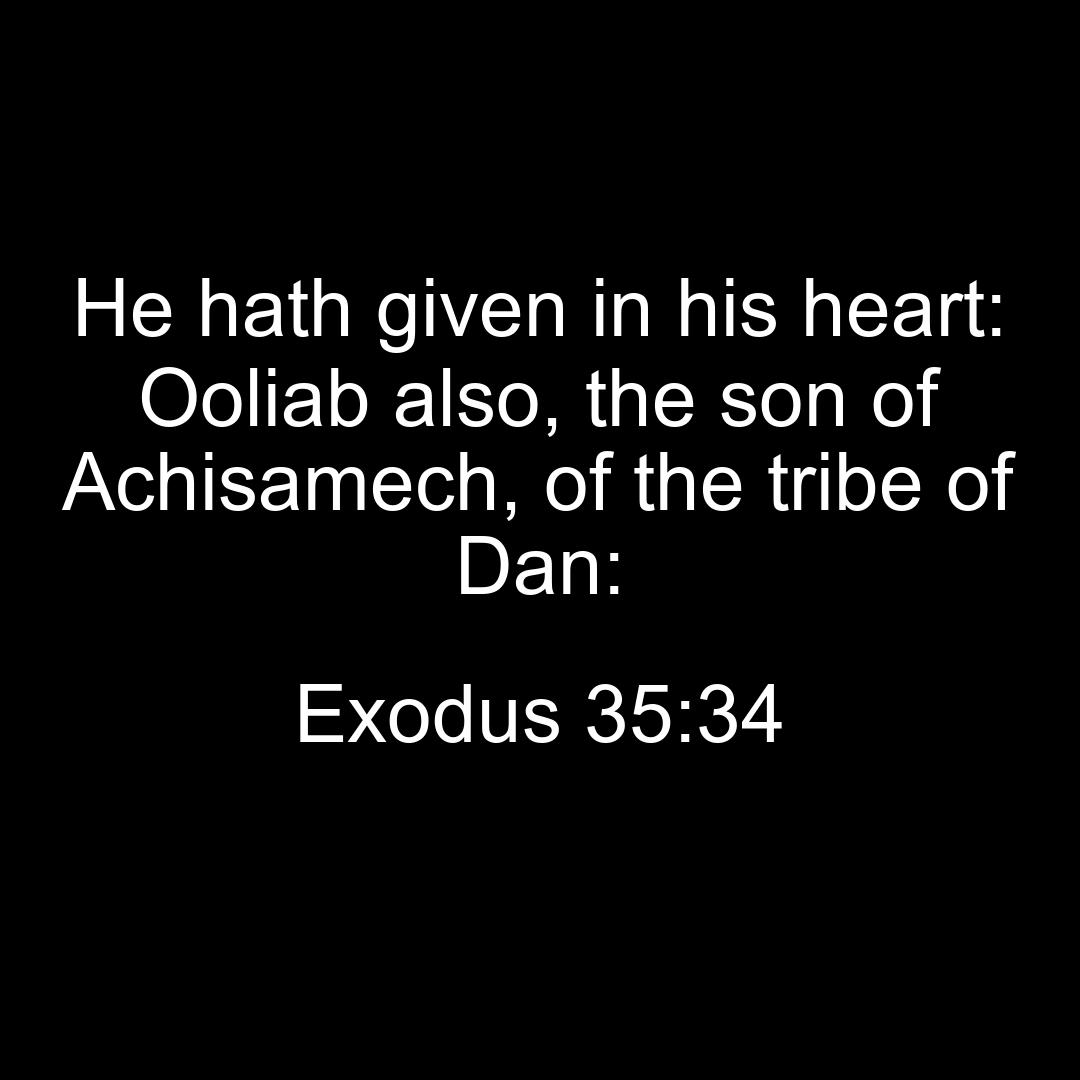 He hath given in his heart:
Ooliab also, the son of
Achisamech, of the tribe of
Dan:
Exodus 35:34